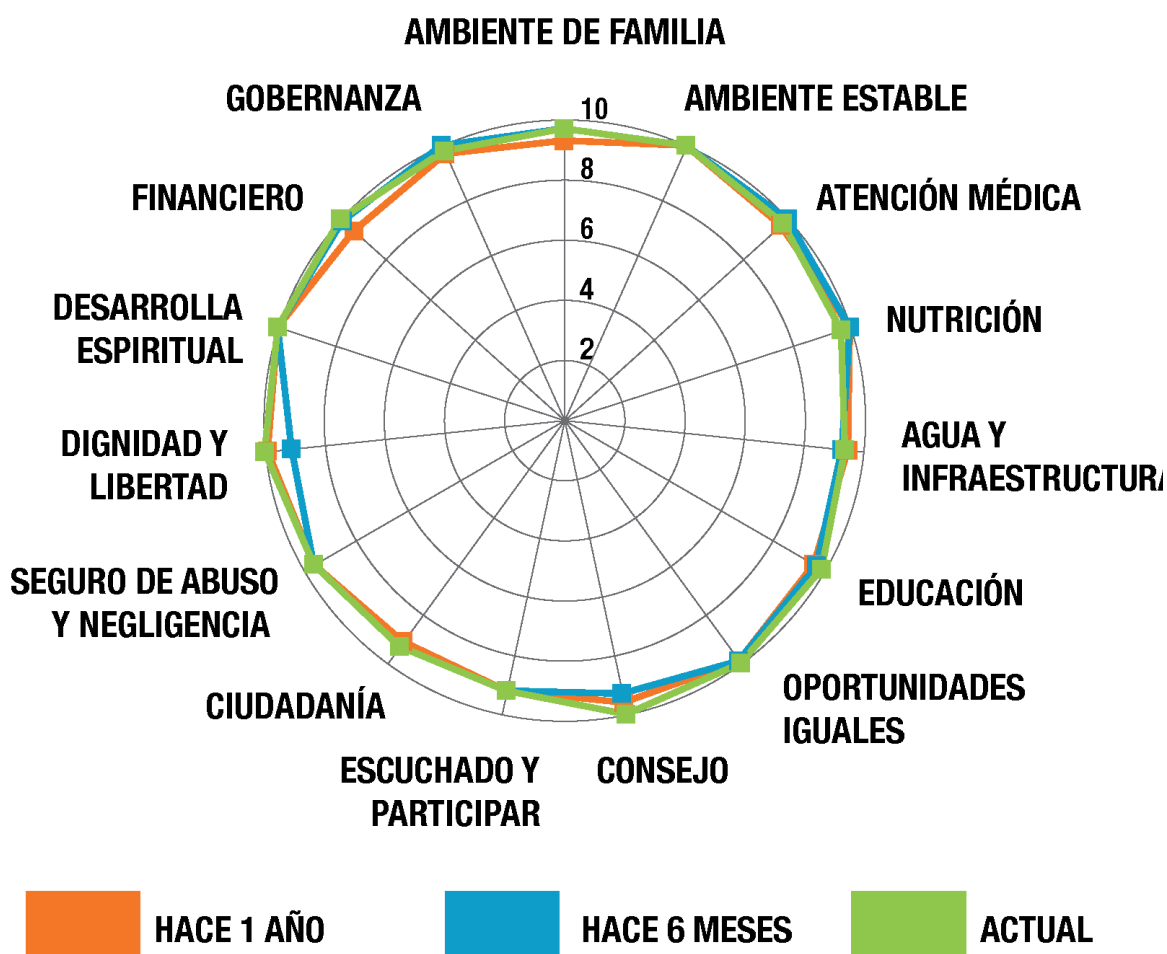 AMBIENTE DE FAMILIA
GOBERNANZA
AMBIENTE ESTABLE
10
FINANCIERO
8
ATENCIÓN MÉDICA
6
DESARROLLA
ESPIRITUAL
4
NUTRICIÓN
2
DIGNIDAD Y
LIBERTAD
AGUA Y
INFRAESTRUCTURA
SEGURO DE ABUSO
Y NEGLIGENCIA
EDUCACIÓN
CIUDADANÍA
OPORTUNIDADES
IGUALES
ESCUCHADO Y
PARTICIPAR
CONSEJO
HACE 1 AÑO
HACE 6 MESES
ACTUAL